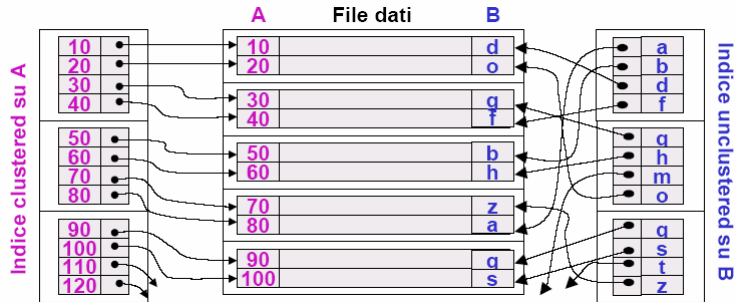 A File dati B
Indice clustered su A
10
20
30
40
50
60
70
80
90
100
110
120
10 d
20 o
30 q
40 f
50 b
60 h
70 z
80 a
90 q
100 s
a
b
d
f
q
h
m
o
q
s
t
z
Indice unclustered su B